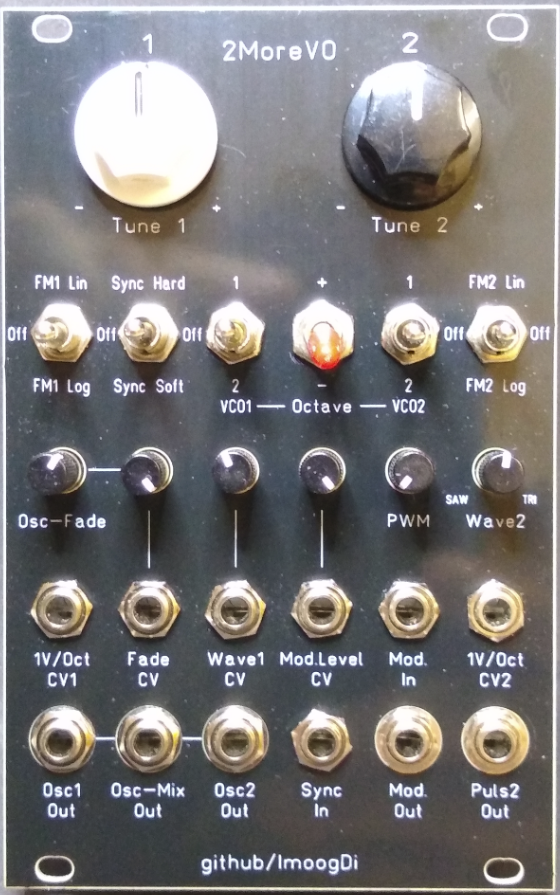 1 2MoreVO 2
- + - +
Tune 1 Tune 2
FM1 Lin Sync Hard 1 + 1 FM2 Lin
Off Off Off Off Off
FM1 Log Sync Soft 2 - 2 FM2 Log
VCO1 Octave VCO2
SAW TRI
Osc-Fade PWM Wave2
1V/Oct Fade Wave1 Mod.Level Mod. 1V/Oct
CV1 CV CV CV In CV2
Osc1 Osc-Mix Osc2 Sync Mod. Puls2
Out Out Out In Out Out
github/ImoogDi